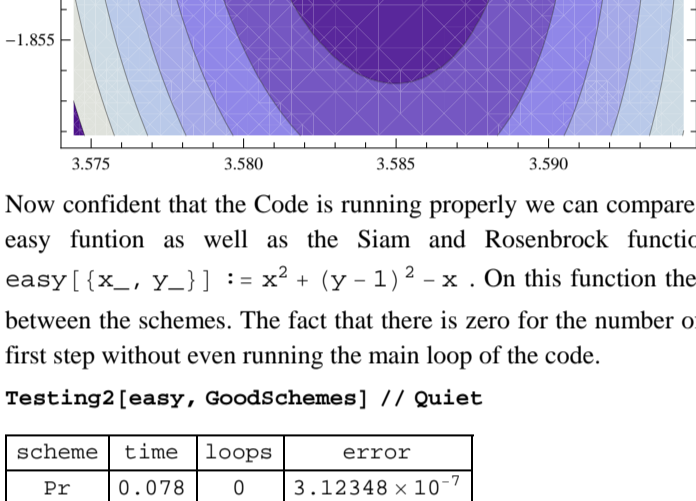 -1.855
3.575 3.580 3.585 3.590
Now confident that the Code is running properly we can compare
easy funtion as well as the Siam and Rosenbrock
easy[{x_, y_}] := x² + (y - 1)² - x . On this function the
between the schemes. The fact that there is zero for the number
first step without even running the main loop of the code.
Testing2[easy, GoodSchemes] // Quiet
scheme time loops error
Pr 0.078 0 3.12348 × 10⁻⁷